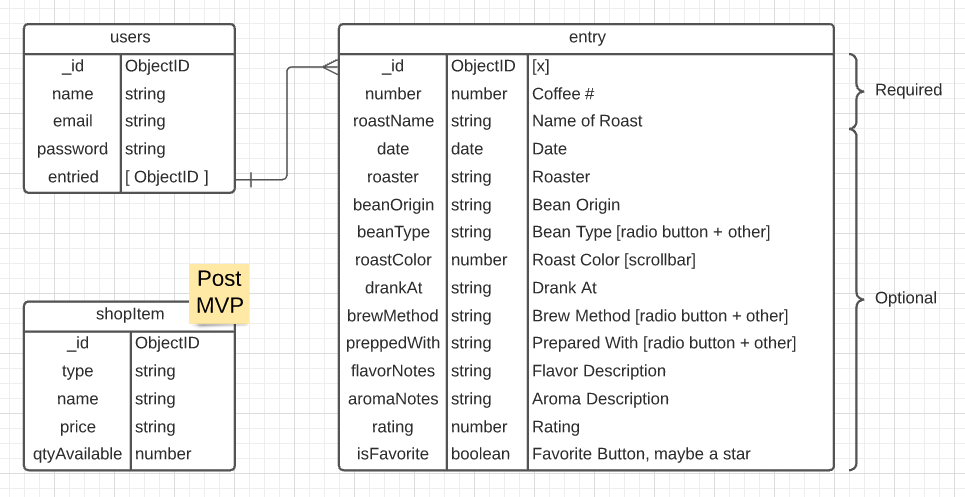 users
_id ObjectID
name string
email string
password string
entried [ ObjectID ]
entry
_id ObjectID [x]
number number Coffee #
roastName string Name of Roast
date date Date
roaster string Roaster
beanOrigin string Bean Origin
beanType string Bean Type [radio button + other]
roastColor number Roast Color [scrollbar]
drankAt string Drank At
brewMethod string Brew Method [radio button + other]
preppedWith string Prepared With [radio button + other]
flavorNotes string Flavor Description
aromaNotes string Aroma Description
rating number Rating
isFavorite boolean Favorite Button, maybe a star
Required
Optional
Post
MVP
shopItem
_id ObjectID
type string
name string
price string
qtyAvailable number